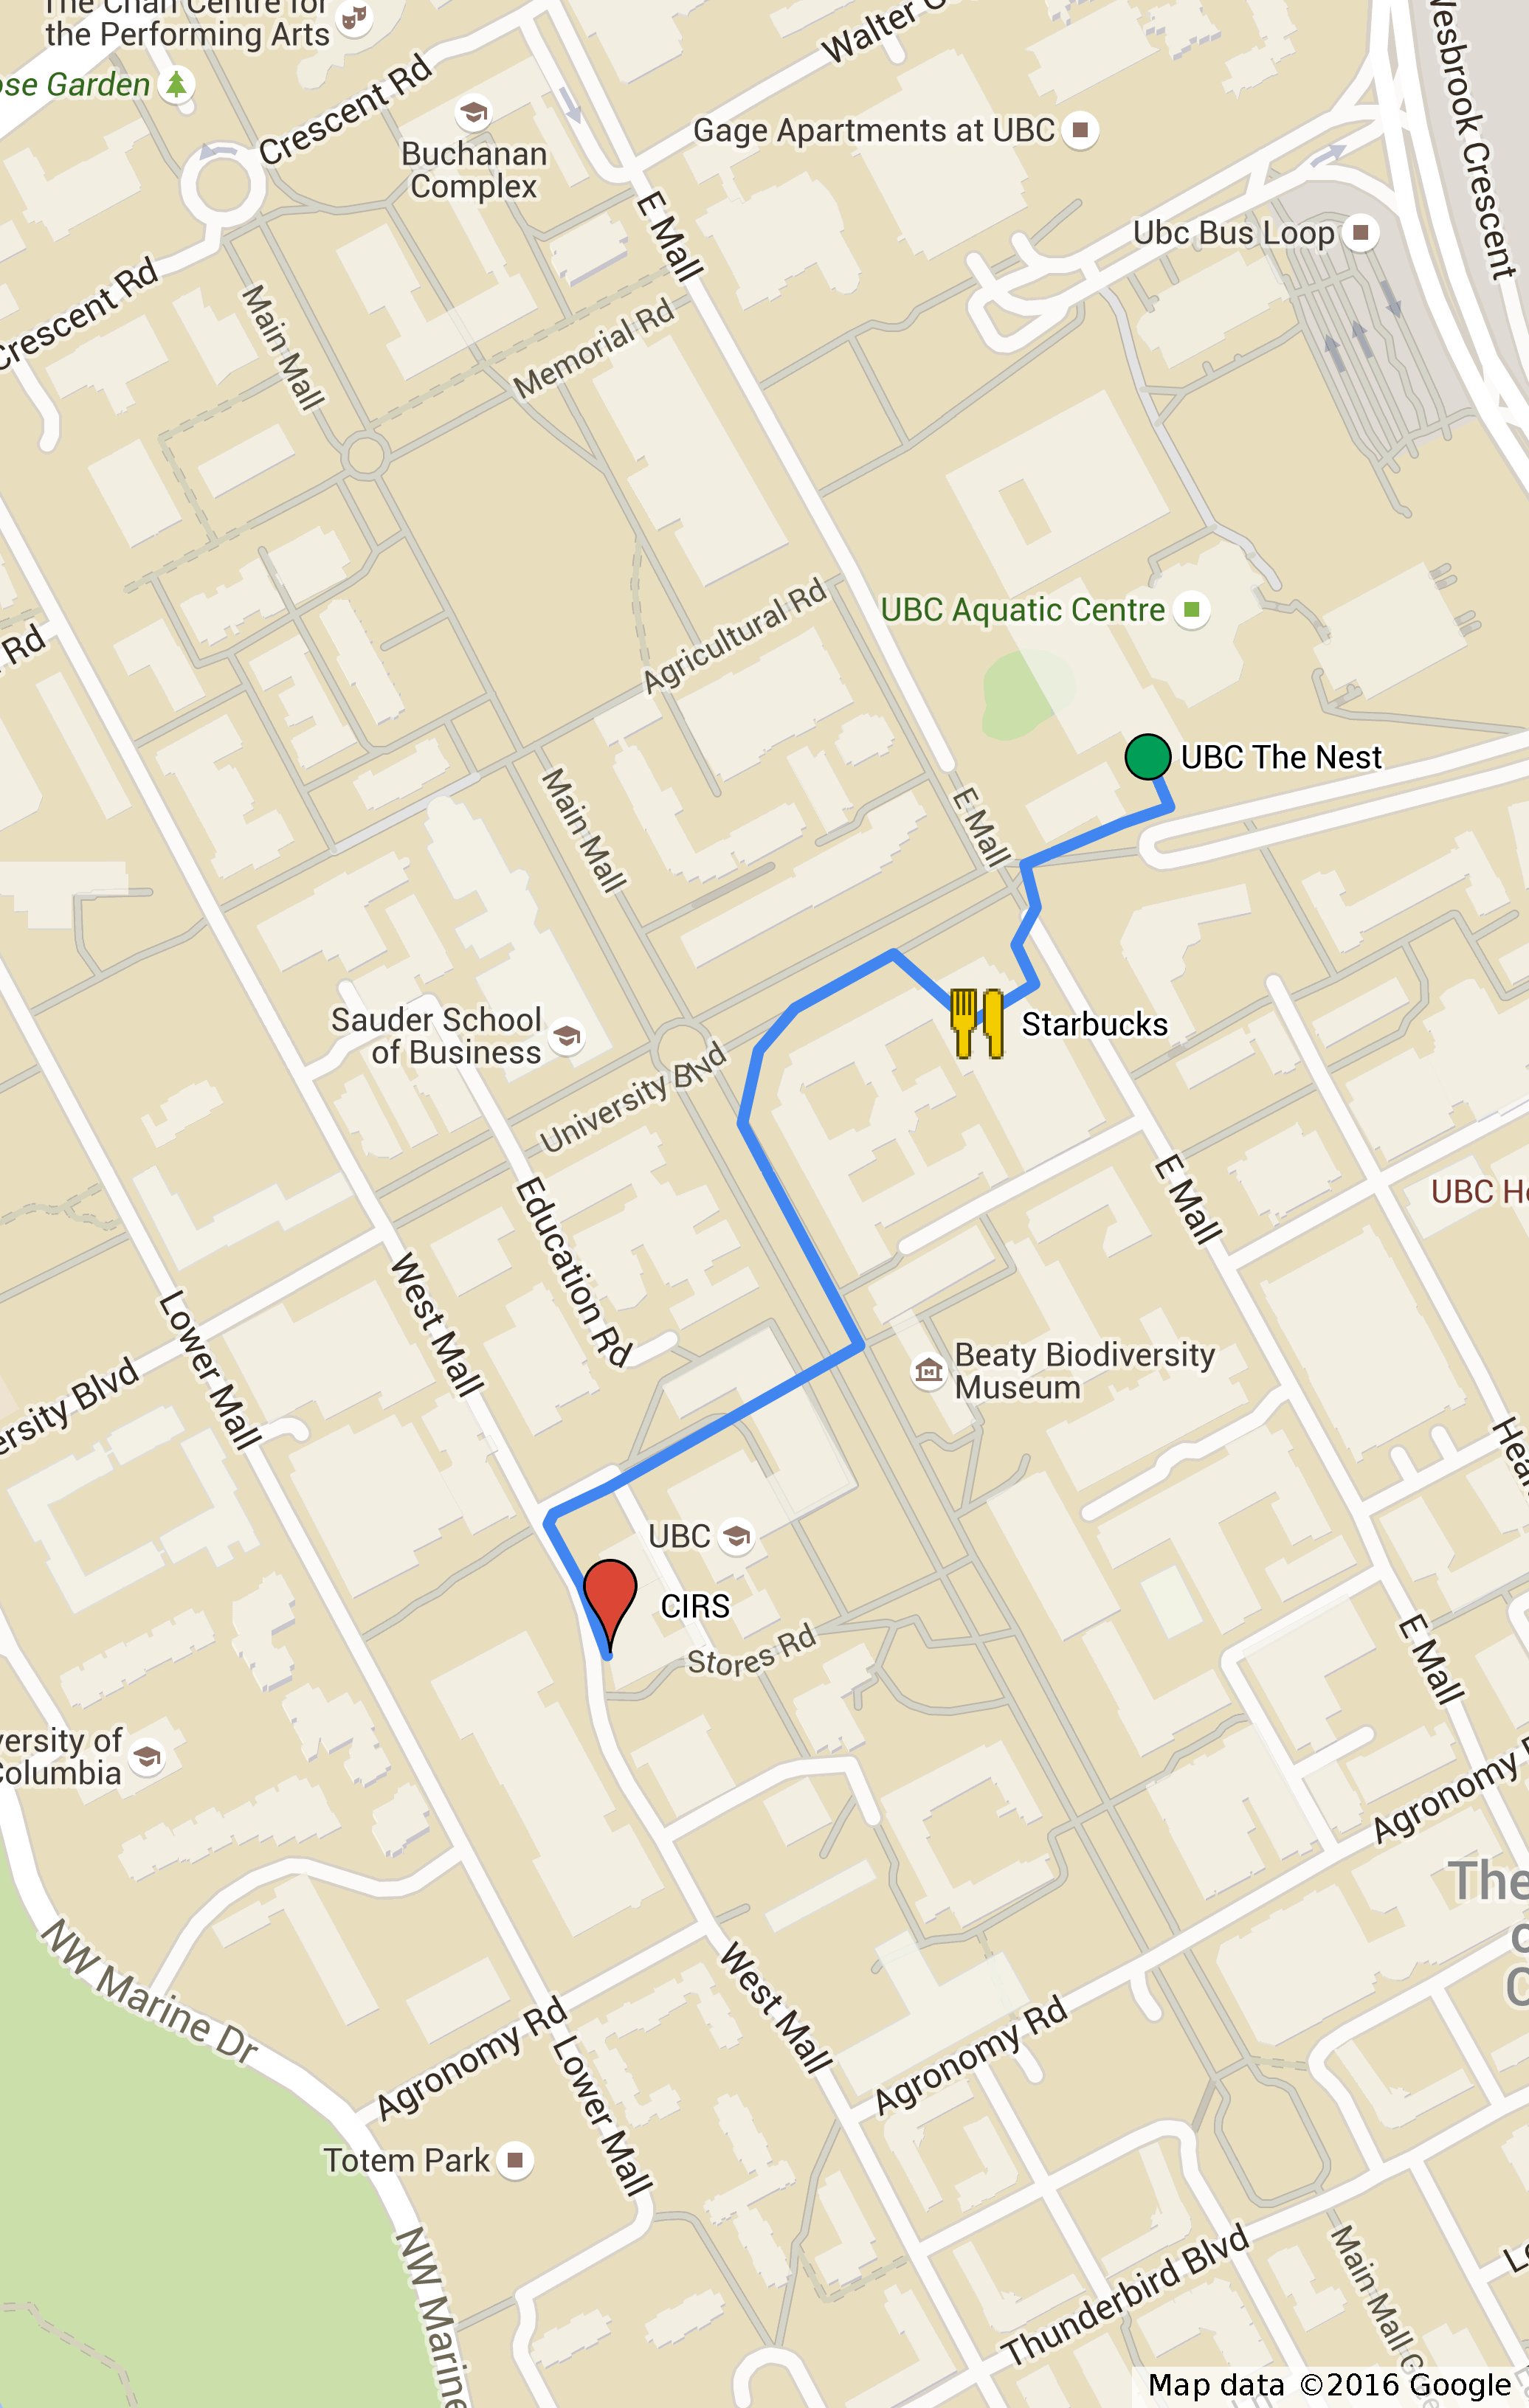 The Chan Centre for
the Performing Arts
Walter
Wesbrook Crescent
ose Garden
Crescent Rd
Buchanan
Complex
Gage Apartments at UBC
E Mall
Ubc Bus Loop
Crescent Rd
Main Mall
Memorial Rd
Rd
Agricultural Rd
UBC Aquatic Centre
UBC The Nest
E Mall
Main Mall
Sauder School
of Business
Starbucks
University Blvd
E Mall
UBC H
Education Rd
West Mall
Lower Mall
ersity Blvd
Beaty Biodiversity
Museum
Hea
UBC
CIRS
Stores Rd
E Mall
versity of
Columbia
Agronomy
The
NW Marine Dr
West Mall
Agronomy Rd
Agronomy Rd
Lower Mall
Totem Park
NW Marine
Thunderbird Blvd
Main Mall G
Map data ©2016 Google